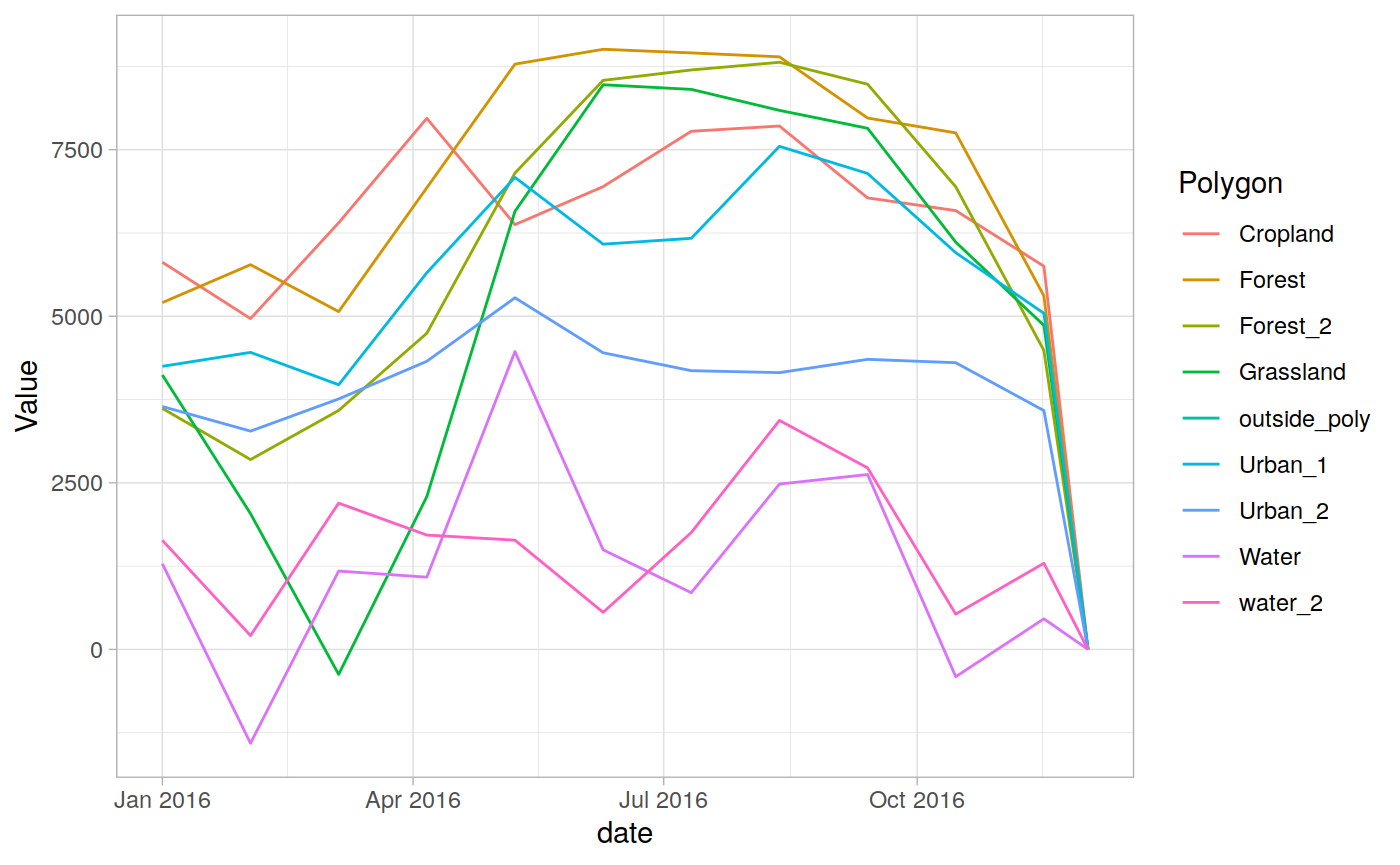 7500
5000
2500
0
Value
Jan 2016
Apr 2016
Jul 2016
Oct 2016
date
Polygon
Cropland
Forest
Forest_2
Grassland
outside_poly
Urban_1
Urban_2
Water
water_2